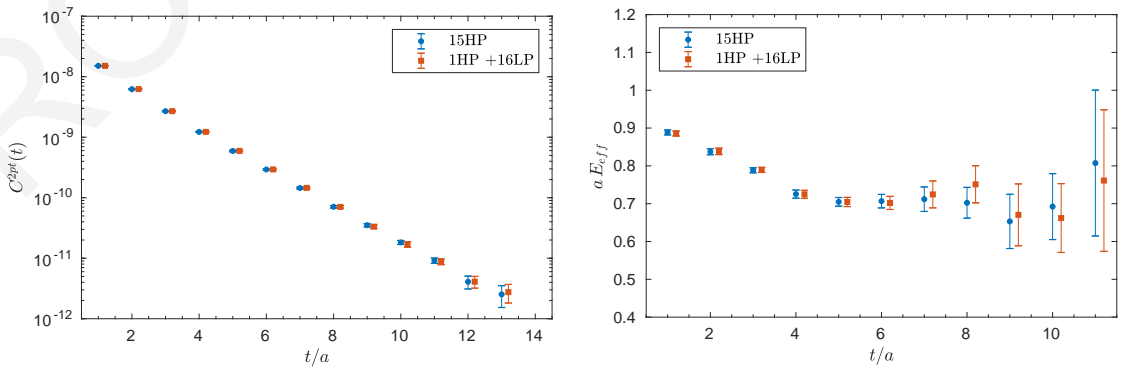 10^-7
10^-8
10^-9
10^-10
10^-11
10^-12
C^{2pt}(t)
2 4 6 8 10 12 14
t/a
15HP
1HP +16LP
1.2
1.1
1
0.9
0.8
0.7
0.6
0.5
0.4
a E_{eff}
2 4 6 8 10
t/a
15HP
1HP +16LP